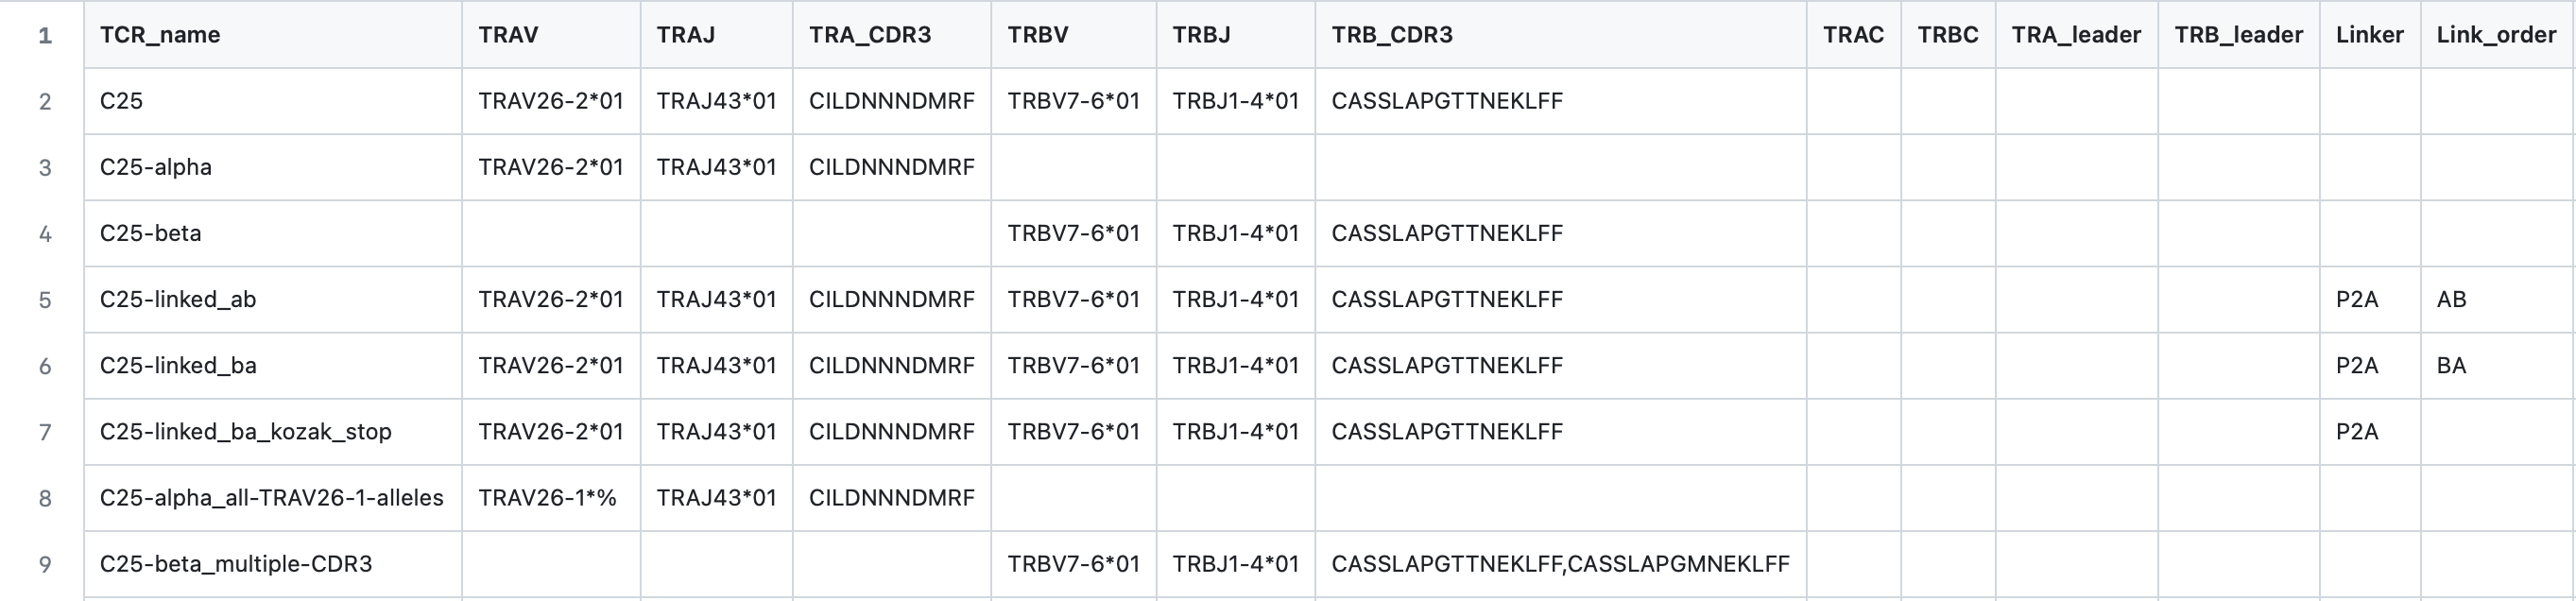 1 TCR_name TRAV TRAJ TRA_CDR3 TRBV TRBJ TRB_CDR3 TRAC TRBC TRA_leader TRB_leader Linker Link_order
2 C25 TRAV26-2*01 TRAJ43*01 CILDNNNDMRF TRBV7-6*01 TRBJ1-4*01 CASSLAPGTTNEKLFF
3 C25-alpha TRAV26-2*01 TRAJ43*01 CILDNNNDMRF
4 C25-beta TRBV7-6*01 TRBJ1-4*01 CASSLAPGTTNEKLFF
5 C25-linked_ab TRAV26-2*01 TRAJ43*01 CILDNNNDMRF TRBV7-6*01 TRBJ1-4*01 CASSLAPGTTNEKLFF P2A AB
6 C25-linked_ba TRAV26-2*01 TRAJ43*01 CILDNNNDMRF TRBV7-6*01 TRBJ1-4*01 CASSLAPGTTNEKLFF P2A BA
7 C25-linked_ba_kozak_stop TRAV26-2*01 TRAJ43*01 CILDNNNDMRF TRBV7-6*01 TRBJ1-4*01 CASSLAPGTTNEKLFF P2A
8 C25-alpha_all-TRAV26-1-alleles TRAV26-1*% TRAJ43*01 CILDNNNDMRF
9 C25-beta_multiple-CDR3 TRBV7-6*01 TRBJ1-4*01 CASSLAPGTTNEKLFF,CASSLAPGMNEKLFF